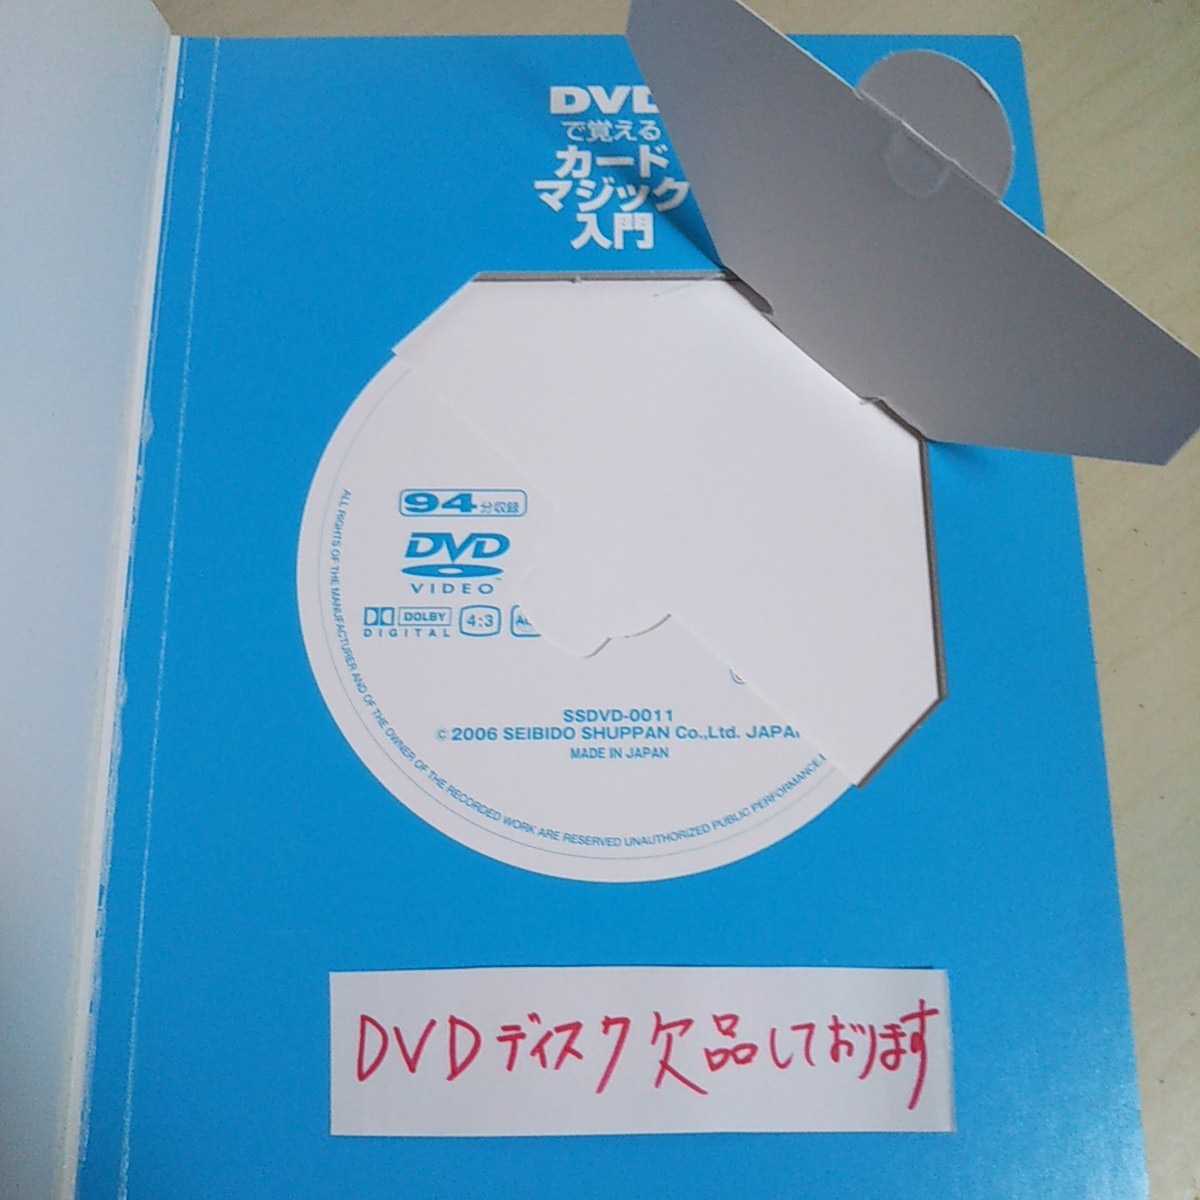 DVD
で覚える
カード
マジック
入門
94分収録
DVD
VIDEO™
DOLBY
DIGITAL
4:3
SSDVD-0011
©2006 SEIBIDO SHUPPAN Co.,Ltd. JAPAN
MADE IN JAPAN
ALL RIGHTS OF THE MANUFACTURER AND OF THE OWNER OF THE RECORDED WORK ARE RESERVED UNAUTHORIZED PUBLIC PERFORMANCE
DVDディスク欠品しております